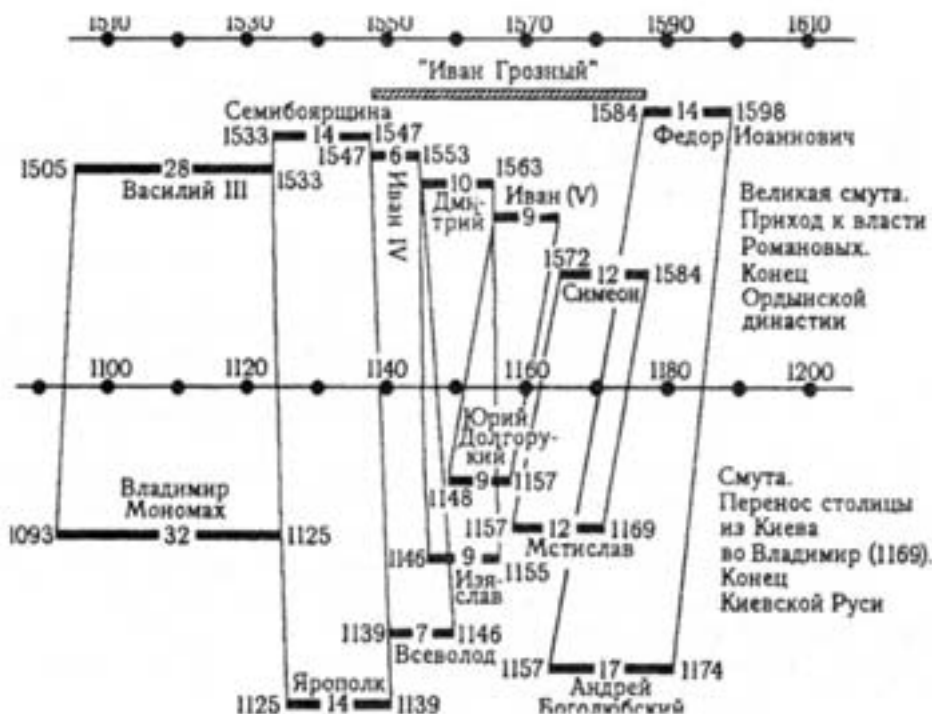 1510 1530 1550 1570 1590 1610
"Иван Грозный"
Семибоярщина
1533 14 1547
1584 14 1598
Федор Иоаннович
1547 6 1553
Иван IV
1505 28 1533
Василий III
1563
10
Дми-
трий
Иван (V)
9
1572
12 1584
Симеон
Великая смута.
Приход к власти
Романовых.
Конец
Ордынской
династии
1100 1120 1140 1160 1180 1200
Юрий
Долгору-
кий
1148 9 1157
Владимир
Мономах
1093 32 1125
1157 12 1169
Мстислав
1146 9 1155
Изя-
слав
Смута.
Перенос столицы
из Киева
во Владимир (1169).
Конец
Киевской Руси
1139 7 1146
Всеволод
1157 17 1174
Андрей
Боголюбский
Ярополк
1125 14 1139